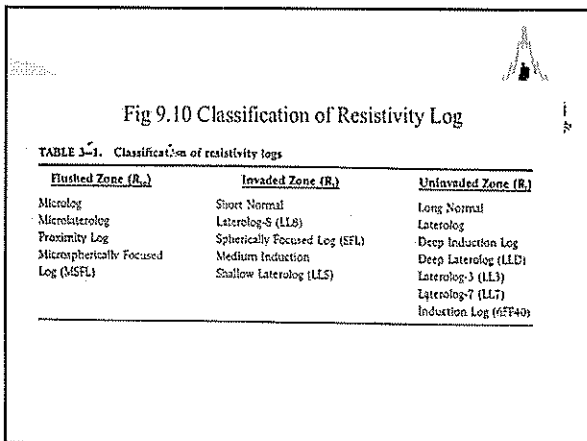 Fig 9.10 Classification of Resistivity Log
TABLE 3-1. Classification of resistivity logs
Flushed Zone (Rxo) Invaded Zone (Ri) Uninvaded Zone (Rt)
Microlog Short Normal Long Normal
Microlaterolog Laterolog-8 (LL8) Laterolog
Proximity Log Spherically Focused Log (SFL) Deep Induction Log
Microspherically Focused Medium Induction Deep Laterolog (LLD)
Log (MSFL) Shallow Laterolog (LLS) Laterolog-3 (LL3)
Laterolog-7 (LL7)
Induction Log (6FF40)